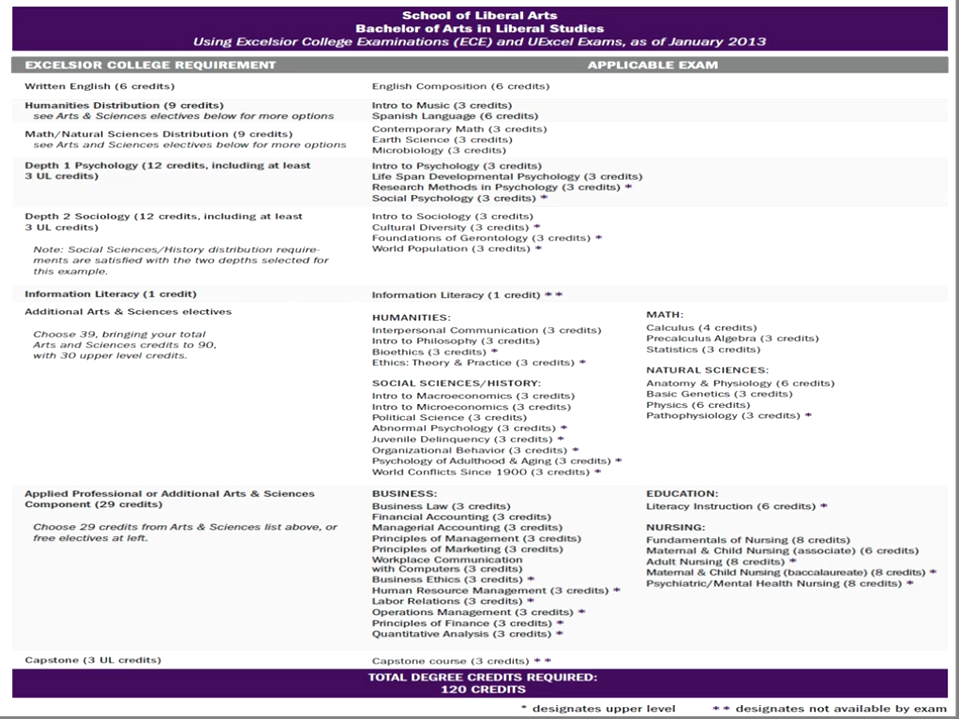 School of Liberal Arts
Bachelor of Arts in Liberal Studies
Using Excelsior College Examinations (ECE) and UExcel Exams, as of January 2013
EXCELSIOR COLLEGE REQUIREMENT
APPLICABLE EXAM
Written English (6 credits)
English Composition (6 credits)
Humanities Distribution (9 credits)
see Arts & Sciences electives below for more options
Intro to Music (3 credits)
Spanish Language (6 credits)
Math/Natural Sciences Distribution (9 credits)
see Arts and Sciences electives below for more options
Contemporary Math (3 credits)
Earth Science (3 credits)
Microbiology (3 credits)
Depth 1 Psychology (12 credits, including at least
3 UL credits)
Intro to Psychology (3 credits)
Life Span Developmental Psychology (3 credits)
Research Methods in Psychology (3 credits) *
Social Psychology (3 credits) *
Depth 2 Sociology (12 credits, including at least
3 UL credits)
Note: Social Sciences/History distribution require-
ments are satisfied with the two depths selected for
this example.
Intro to Sociology (3 credits)
Cultural Diversity (3 credits) *
Foundations of Gerontology (3 credits) *
World Population (3 credits) *
Information Literacy (1 credit)
Information Literacy (1 credit) **
Additional Arts & Sciences electives
Choose 39, bringing your total
Arts and Sciences credits to 90,
with 30 upper level credits.
HUMANITIES:
Interpersonal Communication (3 credits)
Intro to Philosophy (3 credits)
Bioethics (3 credits) *
Ethics: Theory & Practice (3 credits) *
SOCIAL SCIENCES/HISTORY:
Intro to Macroeconomics (3 credits)
Intro to Microeconomics (3 credits)
Political Science (3 credits)
Abnormal Psychology (3 credits) *
Juvenile Delinquency (3 credits) *
Organizational Behavior (3 credits) *
Psychology of Adulthood & Aging (3 credits) *
World Conflicts Since 1900 (3 credits) *
MATH:
Calculus (4 credits)
Precalculus Algebra (3 credits)
Statistics (3 credits)
NATURAL SCIENCES:
Anatomy & Physiology (6 credits)
Basic Genetics (3 credits)
Physics (6 credits)
Pathophysiology (3 credits) *
Applied Professional or Additional Arts & Sciences
Component (29 credits)
Choose 29 credits from Arts & Sciences list above, or
free electives at left.
BUSINESS:
Business Law (3 credits)
Financial Accounting (3 credits)
Managerial Accounting (3 credits)
Principles of Management (3 credits)
Principles of Marketing (3 credits)
Workplace Communication
with Computers (3 credits)
Business Ethics (3 credits) *
Human Resource Management (3 credits) *
Labor Relations (3 credits) *
Operations Management (3 credits) *
Principles of Finance (3 credits) *
Quantitative Analysis (3 credits) *
EDUCATION:
Literacy Instruction (6 credits) *
NURSING:
Fundamentals of Nursing (8 credits)
Maternal & Child Nursing (associate) (6 credits)
Adult Nursing (8 credits) *
Maternal & Child Nursing (baccalaureate) (8 credits) *
Psychiatric/Mental Health Nursing (8 credits) *
Capstone (3 UL credits)
Capstone course (3 credits) **
TOTAL DEGREE CREDITS REQUIRED:
120 CREDITS
* designates upper level
** designates not available by exam